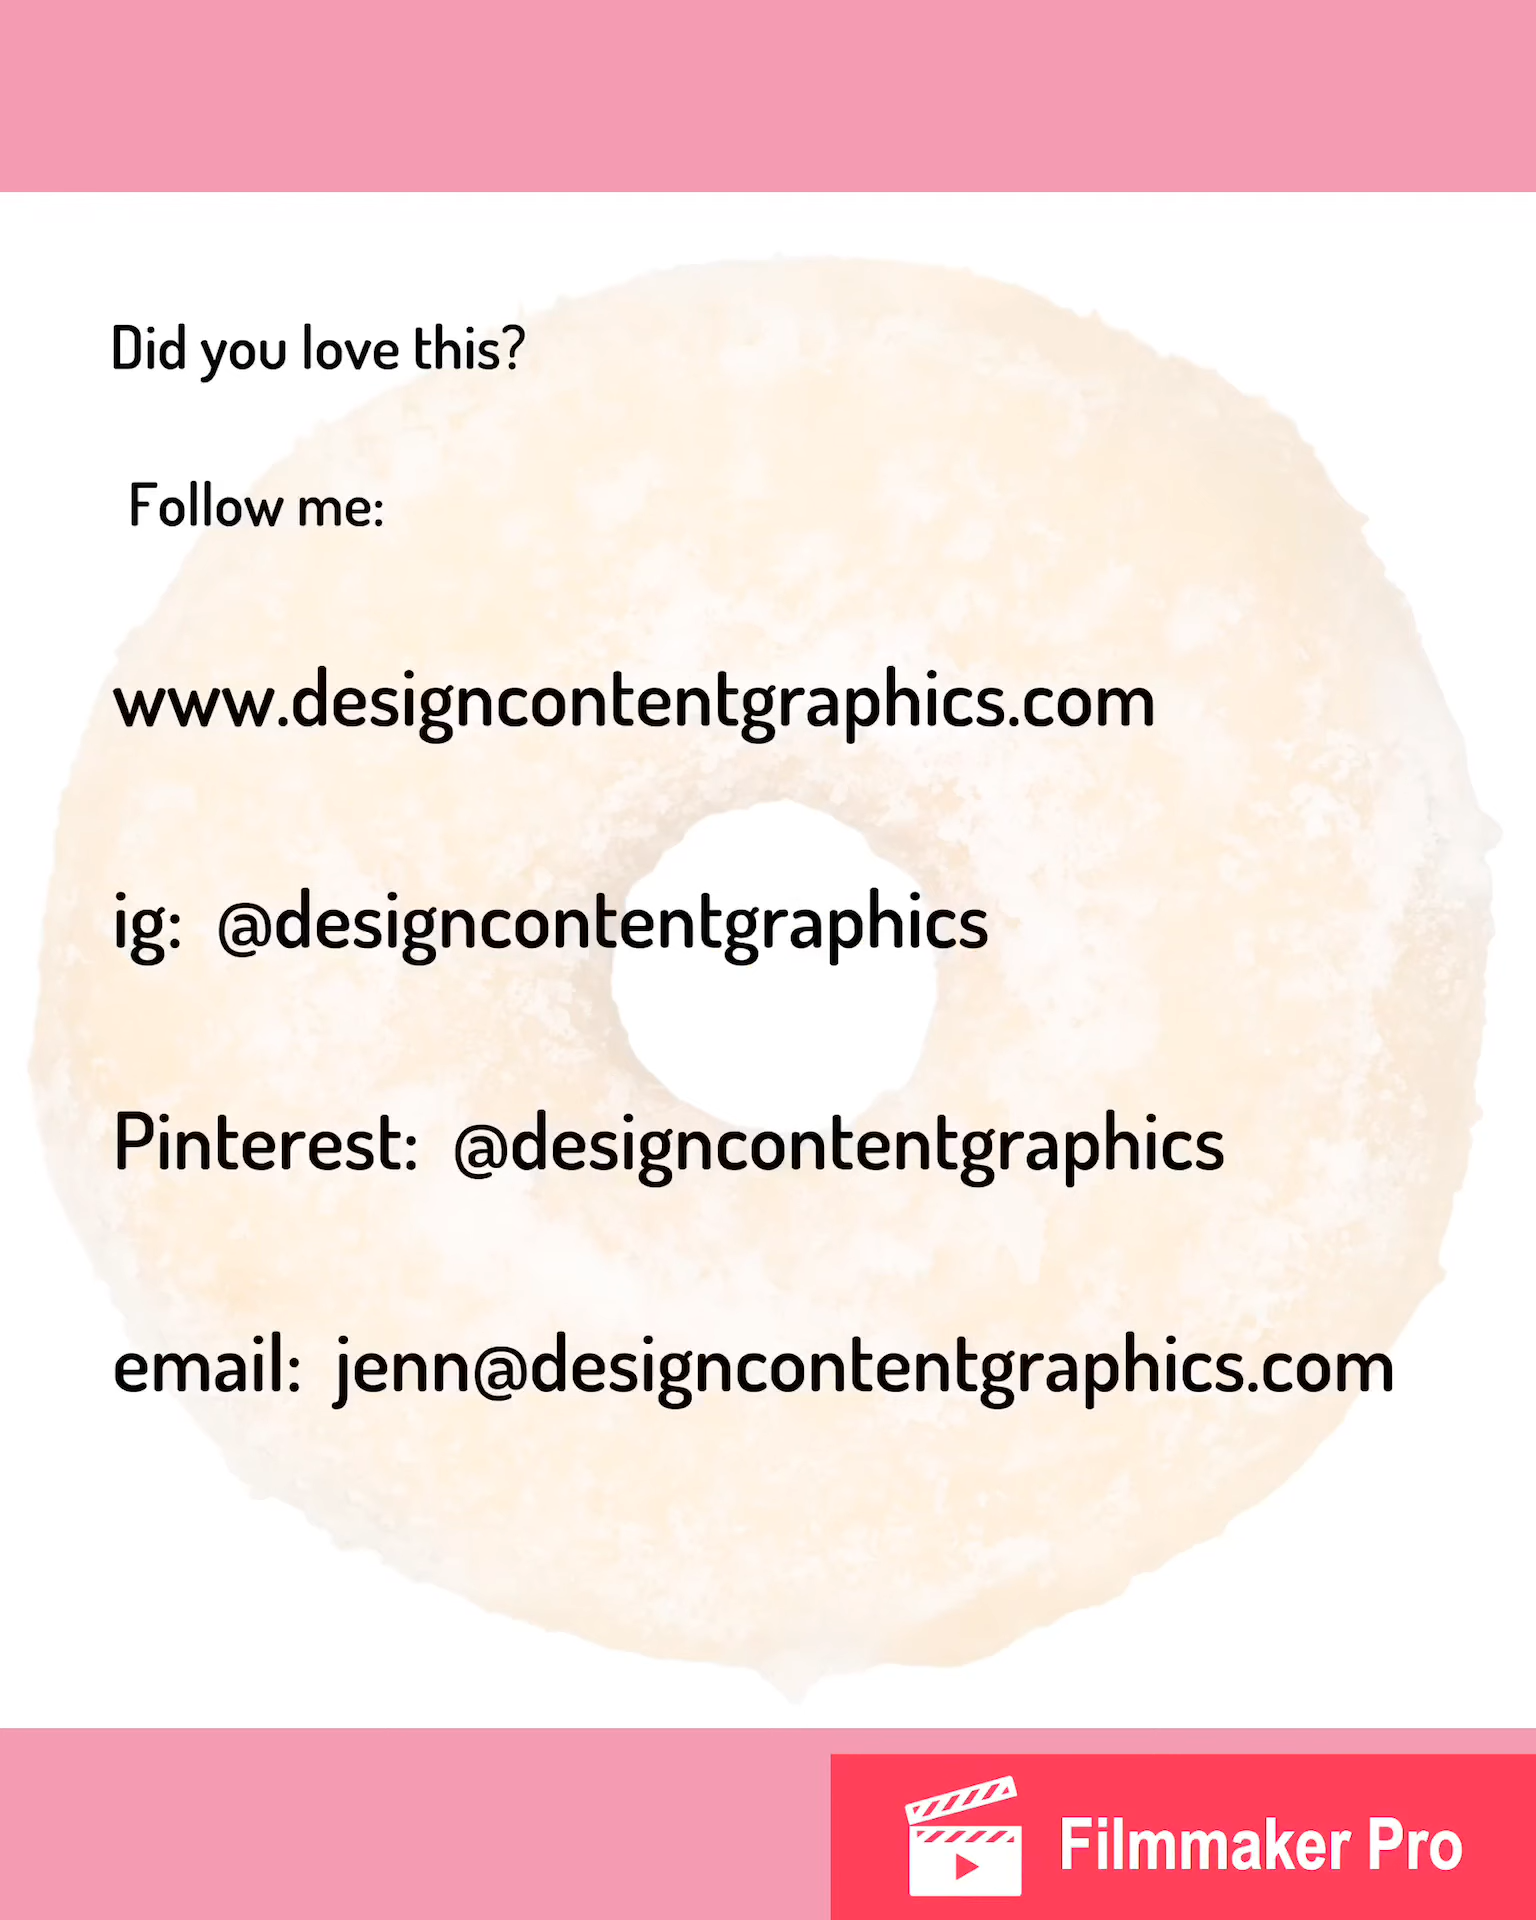 Did you love this?
Follow me:
www.designcontentgraphics.com
ig: @designcontentgraphics
Pinterest: @designcontentgraphics
email: jenn@designcontentgraphics.com
Filmmaker Pro